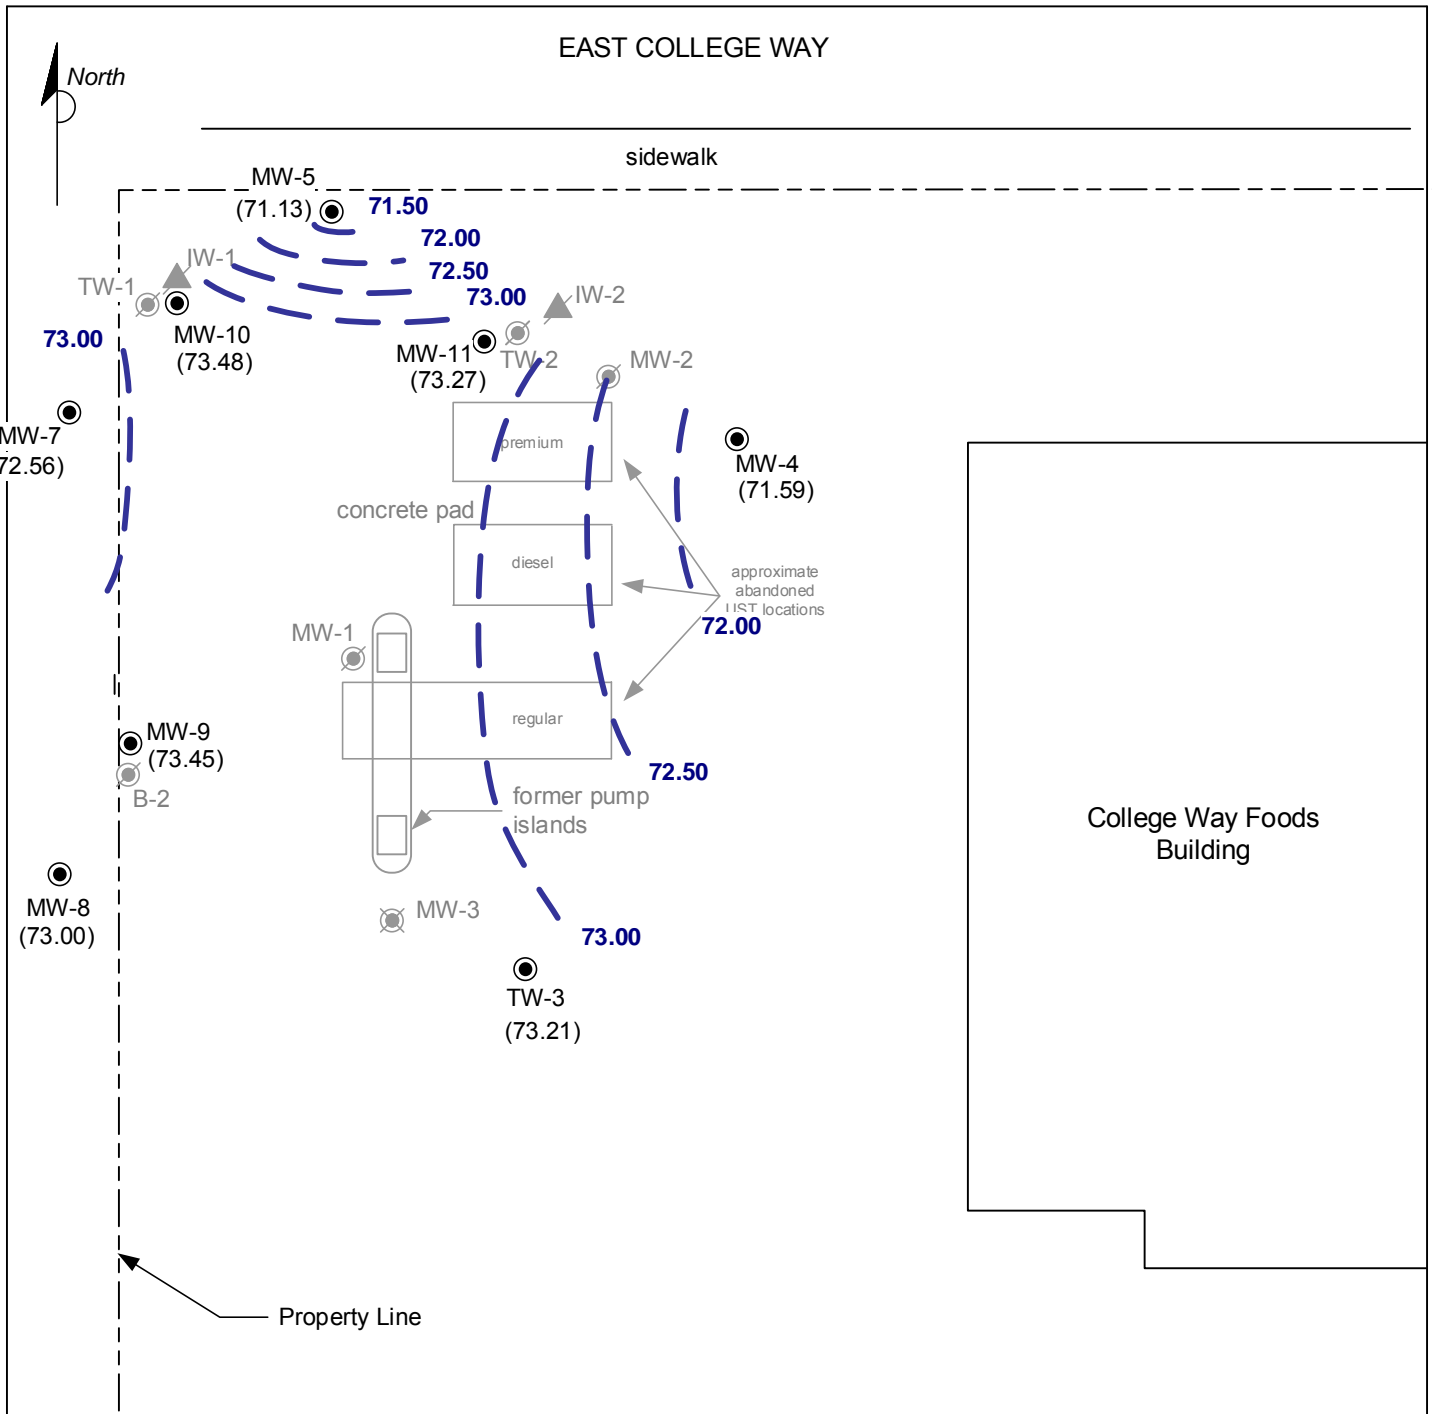 EAST COLLEGE WAY
North
sidewalk
MW-5
(71.13)
71.50
72.00
IW-1
72.50
TW-1
73.00
IW-2
MW-10
(73.48)
73.00
MW-11
(73.27)
TW-2
MW-2
MW-7
72.56)
premium
MW-4
(71.59)
concrete pad
diesel
approximate
abandoned
UST locations
72.00
MW-1
regular
MW-9
(73.45)
72.50
B-2
former pump
islands
College Way Foods
Building
MW-8
(73.00)
MW-3
73.00
TW-3
(73.21)
Property Line